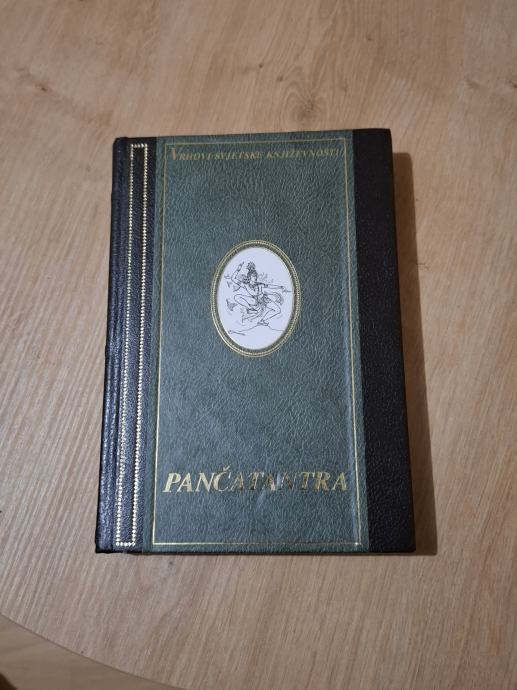 VRHOVI SVJETSKE KNJIŽEVNOSTI
PANČATANTRA